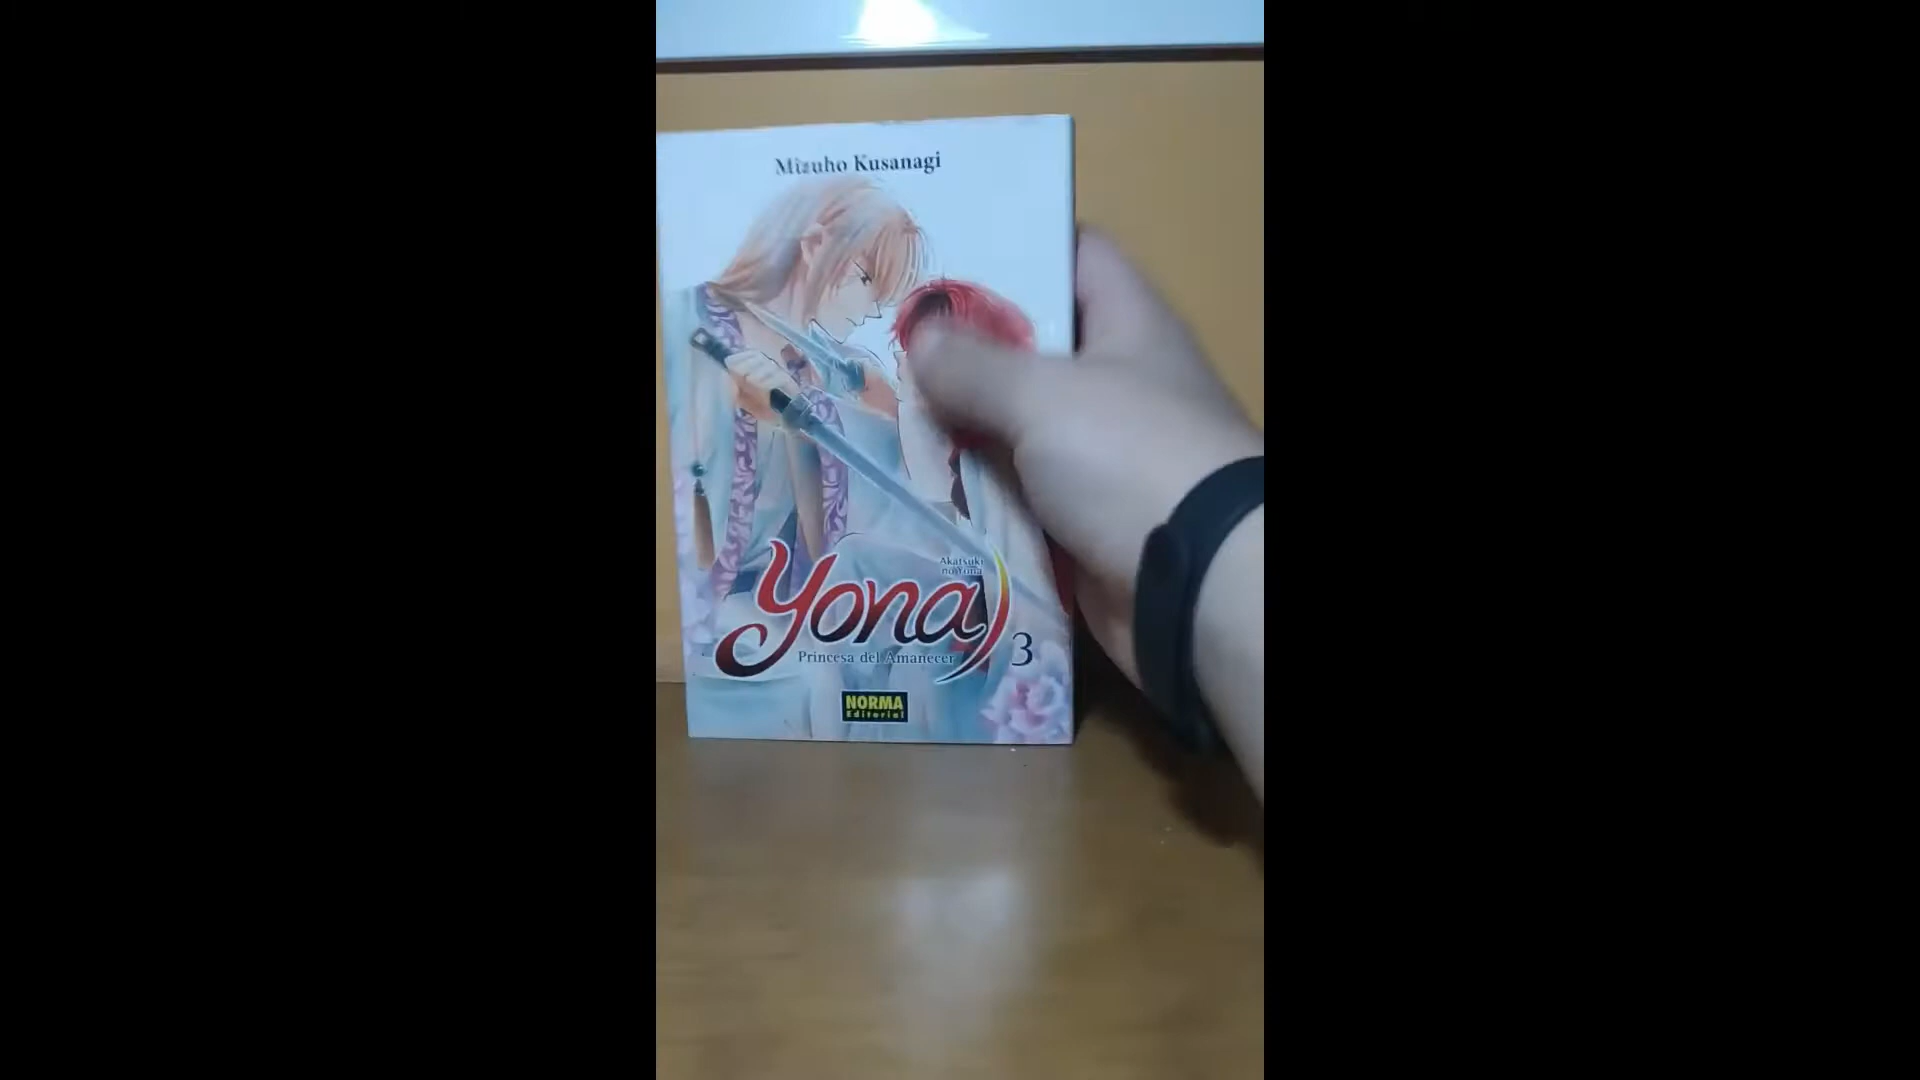 Mizuho Kusanagi
Akatsuki
no Yona
Yona
3
Princesa del Amanecer
NORMA
Editorial